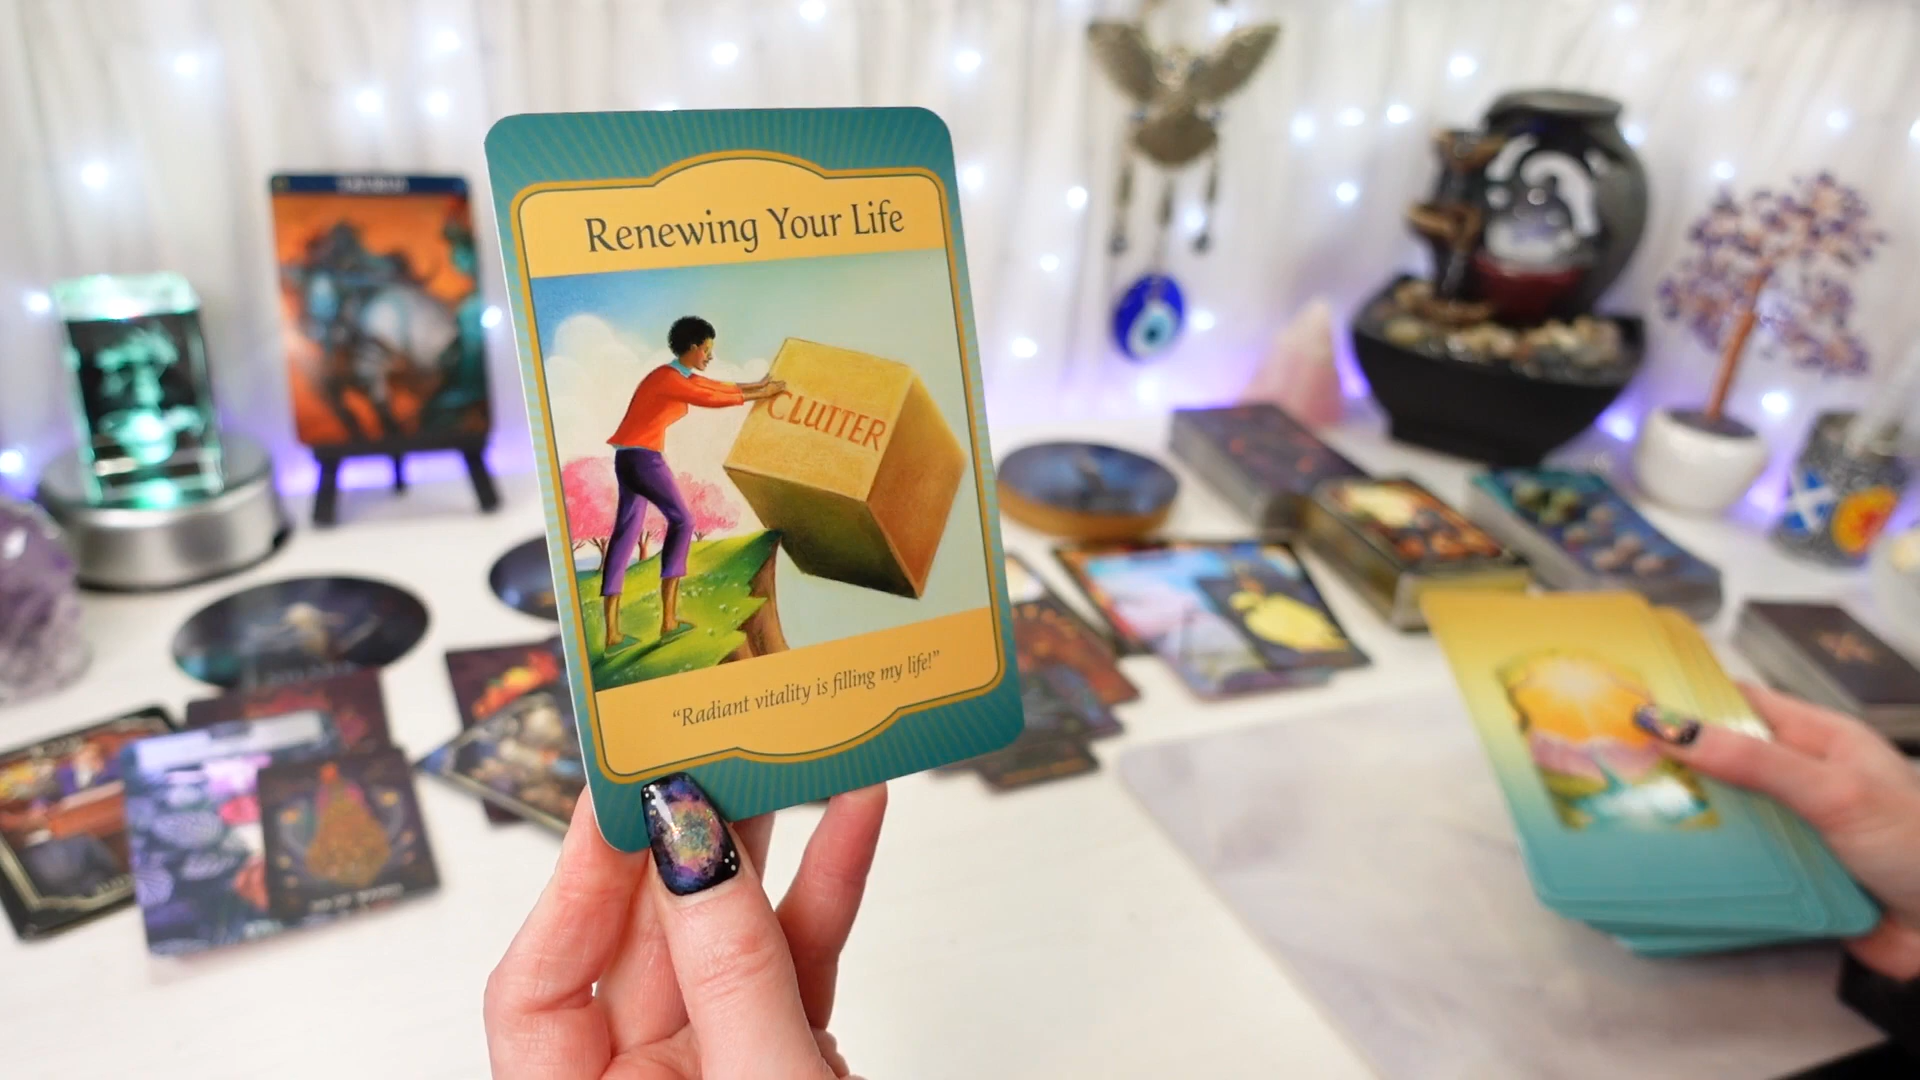 Renewing Your Life
CLUTTER
“Radiant vitality is filling my life!”